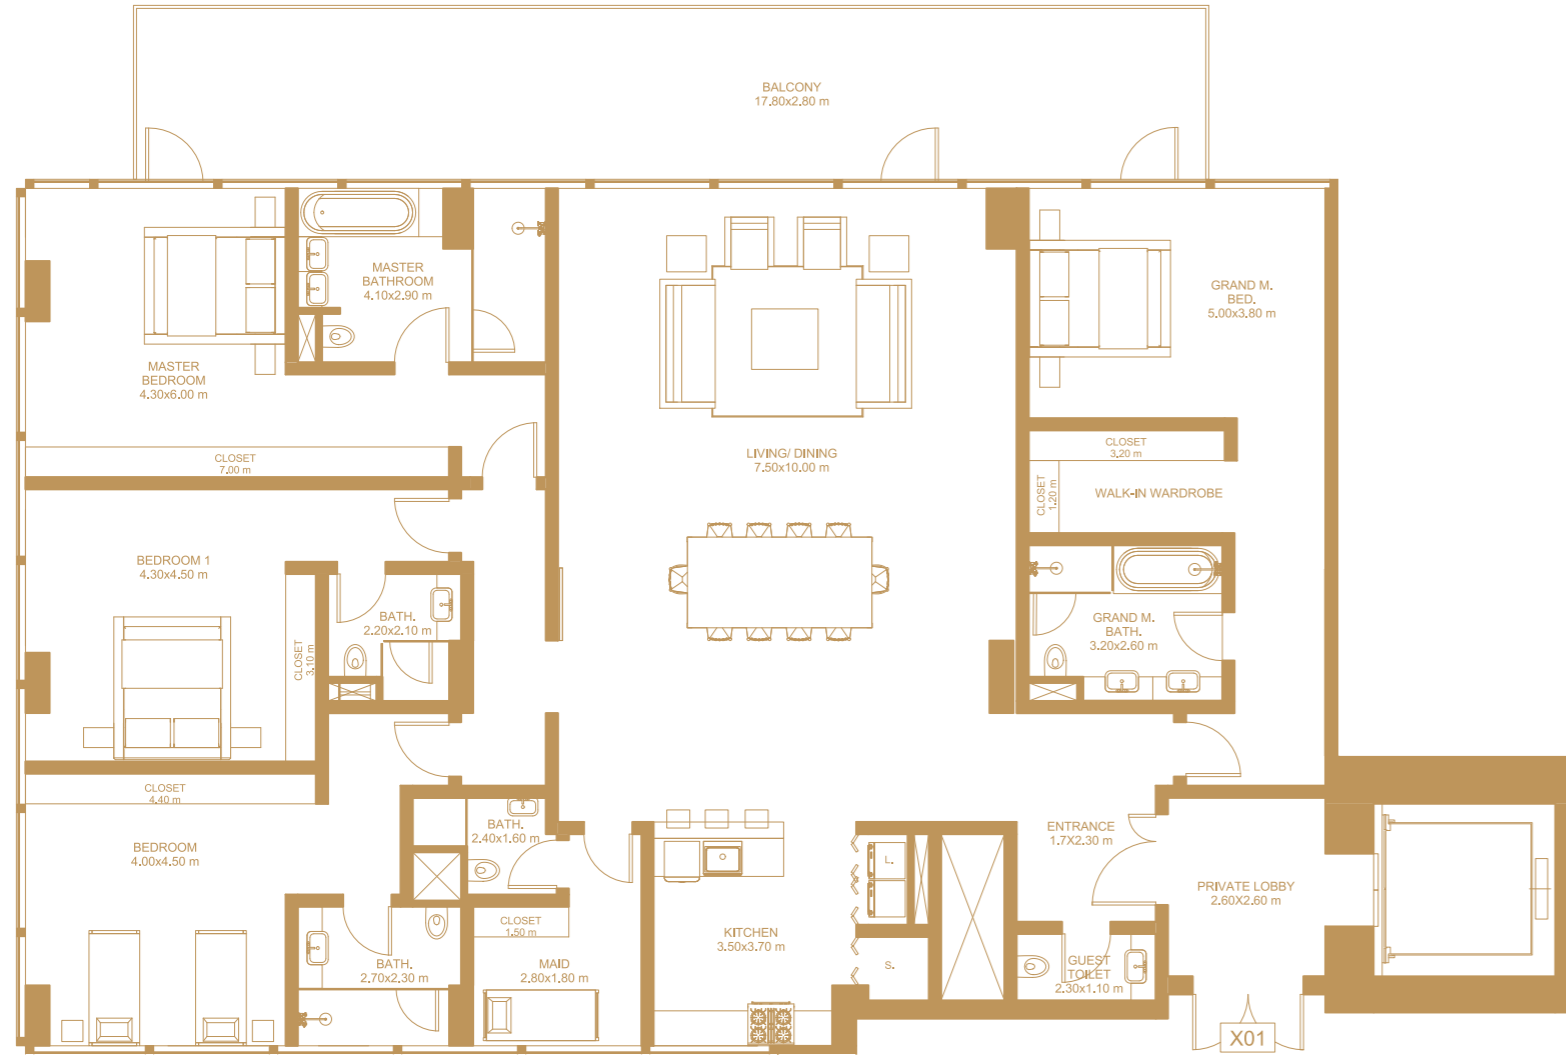 BALCONY
17.80x2.80 m
MASTER
BATHROOM
4.10x2.90 m
GRAND M.
BED.
5.00x3.80 m
MASTER
BEDROOM
4.30x6.00 m
CLOSET
7.00 m
LIVING/ DINING
7.50x10.00 m
CLOSET
3.20 m
CLOSET
1.20 m
WALK-IN WARDROBE
BEDROOM 1
4.30x4.50 m
CLOSET
3.10 m
BATH.
2.20x2.10 m
GRAND M.
BATH.
3.20x2.60 m
CLOSET
4.40 m
BEDROOM
4.00x4.50 m
BATH.
2.40x1.60 m
ENTRANCE
1.7X2.30 m
L.
PRIVATE LOBBY
2.60X2.60 m
CLOSET
1.50 m
KITCHEN
3.50x3.70 m
BATH.
2.70x2.30 m
MAID
2.80x1.80 m
S.
GUEST
TOILET
2.30x1.10 m
X01